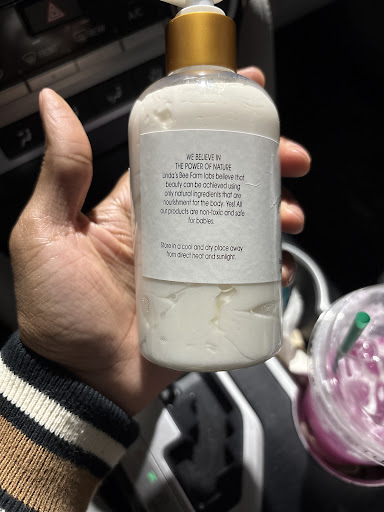 WE BELIEVE IN
THE POWER OF NATURE
Linda's Bee Farm labs believe that
beauty can be achieved using
only natural ingredients that are
nourishment for the body. Yes! All
our products are non-toxic and safe
for babies.
Store in a cool and dry place away
from direct heat and sunlight.
A/C